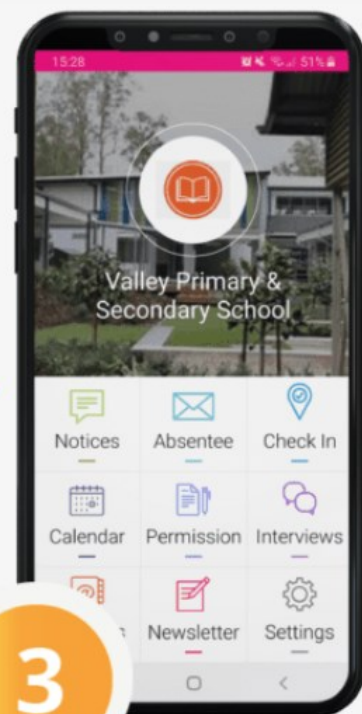 15:28
51%
Valley Primary &
Secondary School
Notices
Absentee
Check In
Calendar
Permission
Interviews
Newsletter
Settings
3